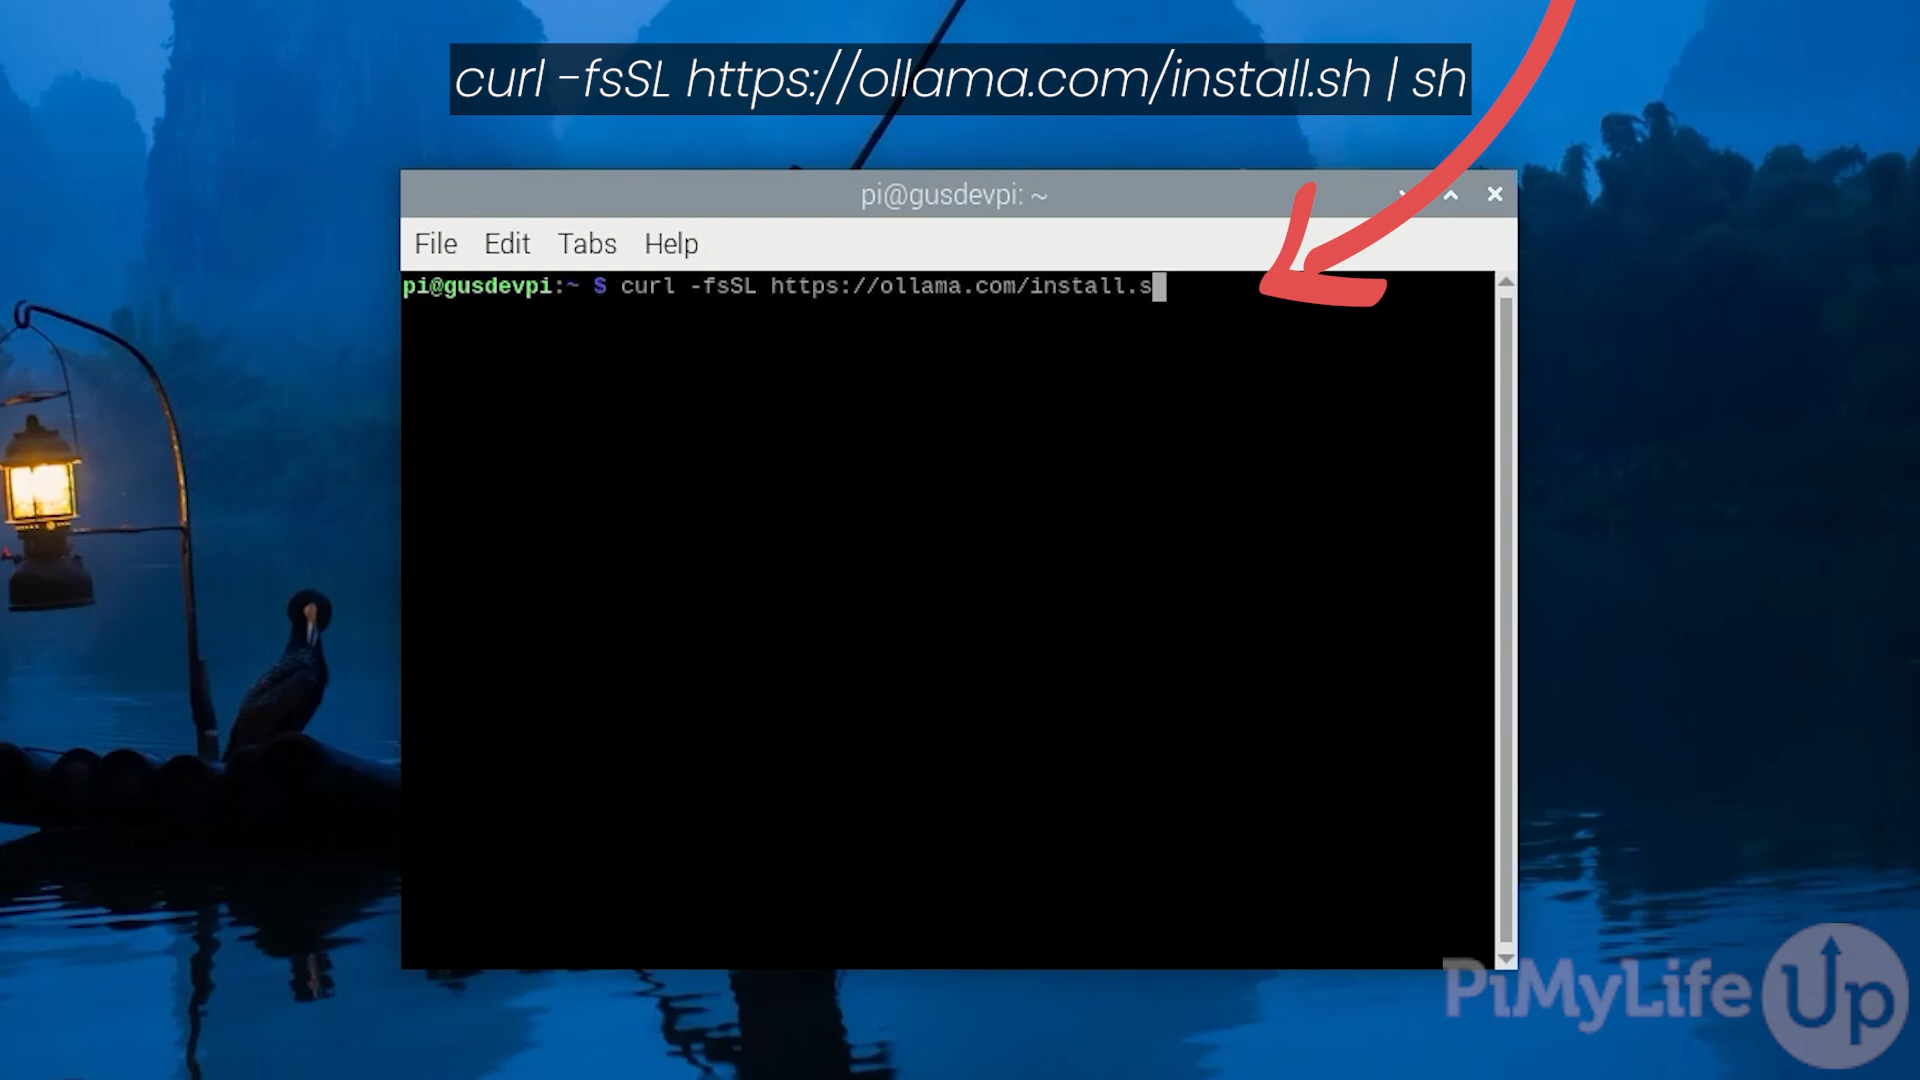 curl -fsSL https://ollama.com/install.sh | sh
pi@gusdevpi: ~
File Edit Tabs Help
pi@gusdevpi:~ $ curl -fsSL https://ollama.com/install.s
PiMyLifeUp